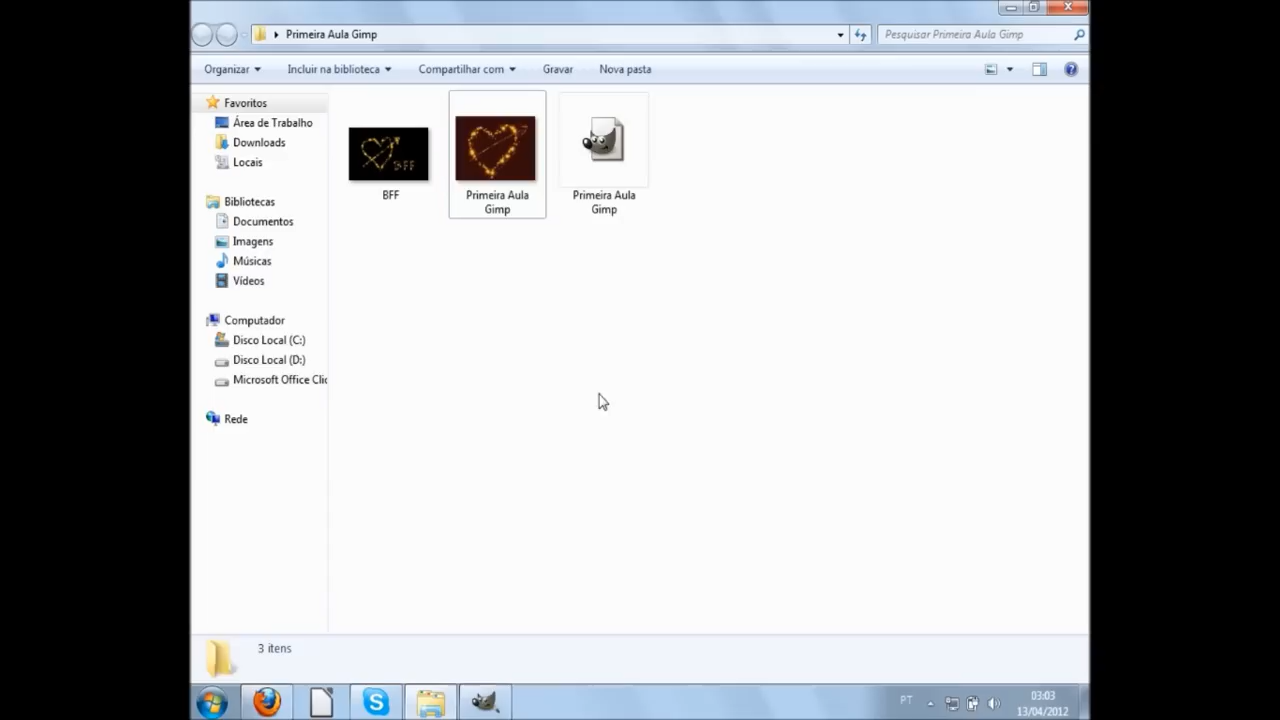 Primeira Aula Gimp
Pesquisar Primeira Aula Gimp
Organizar
Incluir na biblioteca
Compartilhar com
Gravar
Nova pasta
Favoritos
Área de Trabalho
Downloads
Locais
Bibliotecas
Documentos
Imagens
Músicas
Vídeos
Computador
Disco Local (C:)
Disco Local (D:)
Microsoft Office Clic
Rede
BFF
BFF
Primeira Aula
Gimp
Primeira Aula
Gimp
3 itens
PT
03:03
13/04/2012